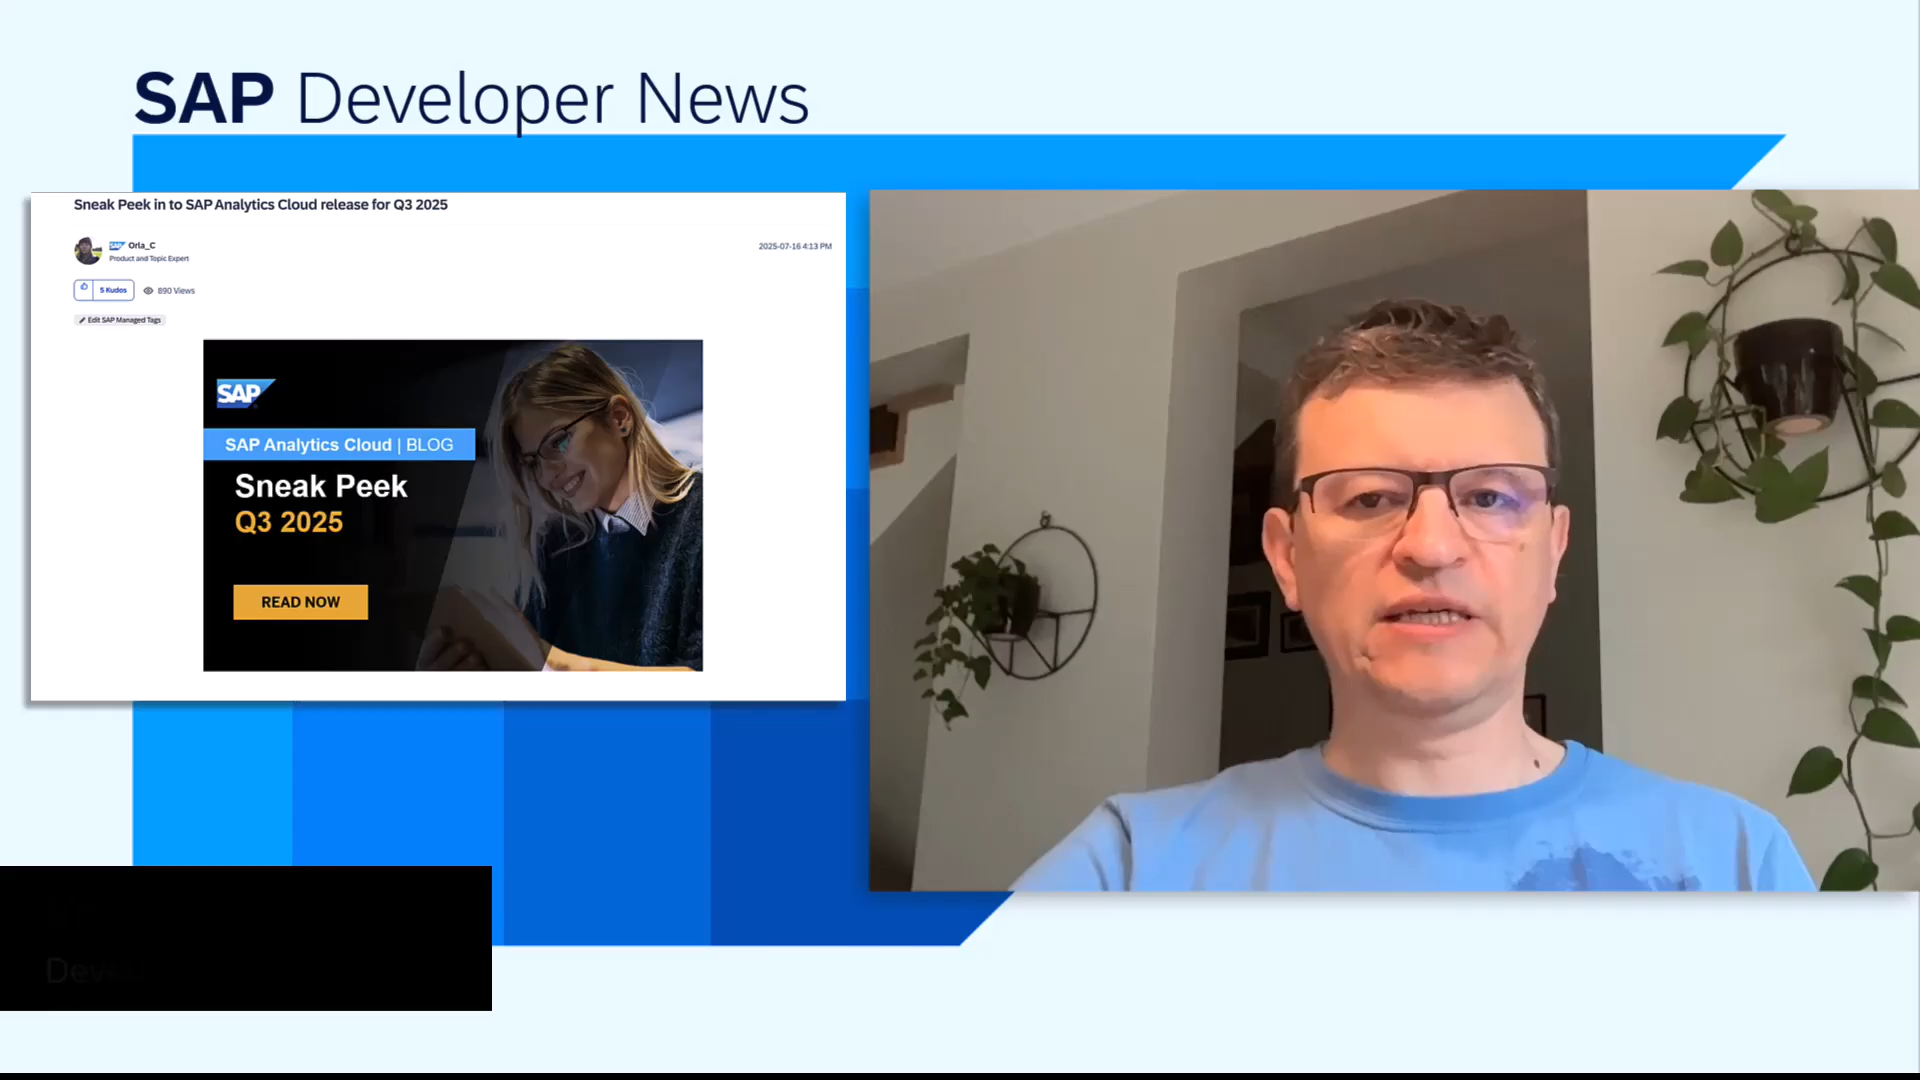 SAP Developer News
Sneak Peek in to SAP Analytics Cloud release for Q3 2025
SAP Orla_C
Product and Topic Expert
2025-07-16 4:13 PM
5 Kudos
890 Views
Edit SAP Managed Tags
SAP
SAP Analytics Cloud | BLOG
Sneak Peek
Q3 2025
READ NOW